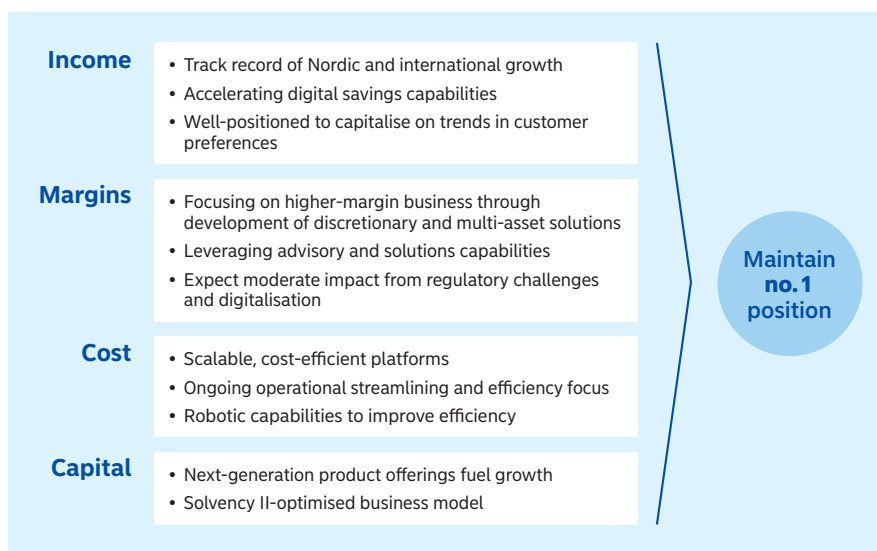 Income
• Track record of Nordic and international growth
• Accelerating digital savings capabilities
• Well-positioned to capitalise on trends in customer
preferences
Margins
• Focusing on higher-margin business through
development of discretionary and multi-asset solutions
• Leveraging advisory and solutions capabilities
• Expect moderate impact from regulatory challenges
and digitalisation
Cost
• Scalable, cost-efficient platforms
• Ongoing operational streamlining and efficiency focus
• Robotic capabilities to improve efficiency
Capital
• Next-generation product offerings fuel growth
• Solvency II-optimised business model
Maintain
no. 1
position